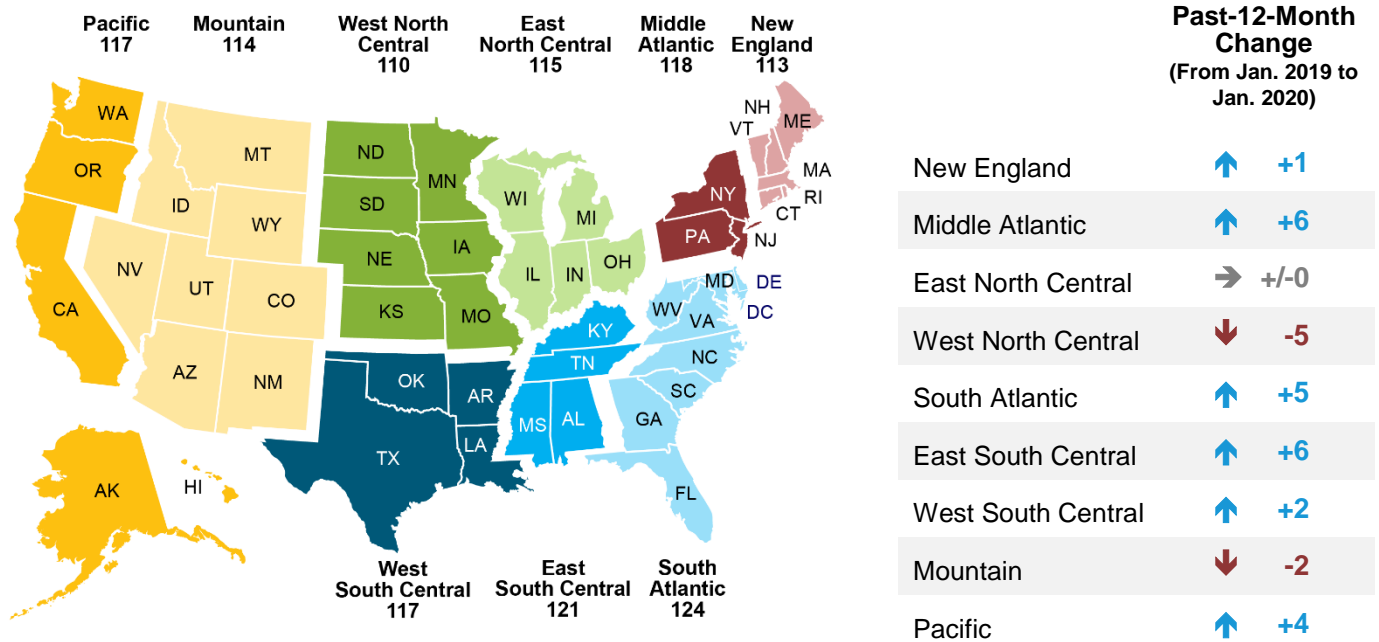 Pacific
117
Mountain
114
West North
Central
110
East
North Central
115
Middle
Atlantic
118
New
England
113
WA
OR
CA
AK
HI
MT
ID
WY
NV
UT
CO
AZ
NM
ND
SD
NE
KS
MN
IA
MO
WI
MI
IL
IN
OH
OK
AR
TX
LA
KY
TN
MS
AL
NY
PA
NJ
NH
VT
ME
MA
RI
CT
MD
DE
DC
WV
VA
NC
SC
GA
FL
West
South Central
117
East
South Central
121
South
Atlantic
124
Past-12-Month
Change
(From Jan. 2019 to
Jan. 2020)
New England +1
Middle Atlantic +6
East North Central +/-0
West North Central -5
South Atlantic +5
East South Central +6
West South Central +2
Mountain -2
Pacific +4